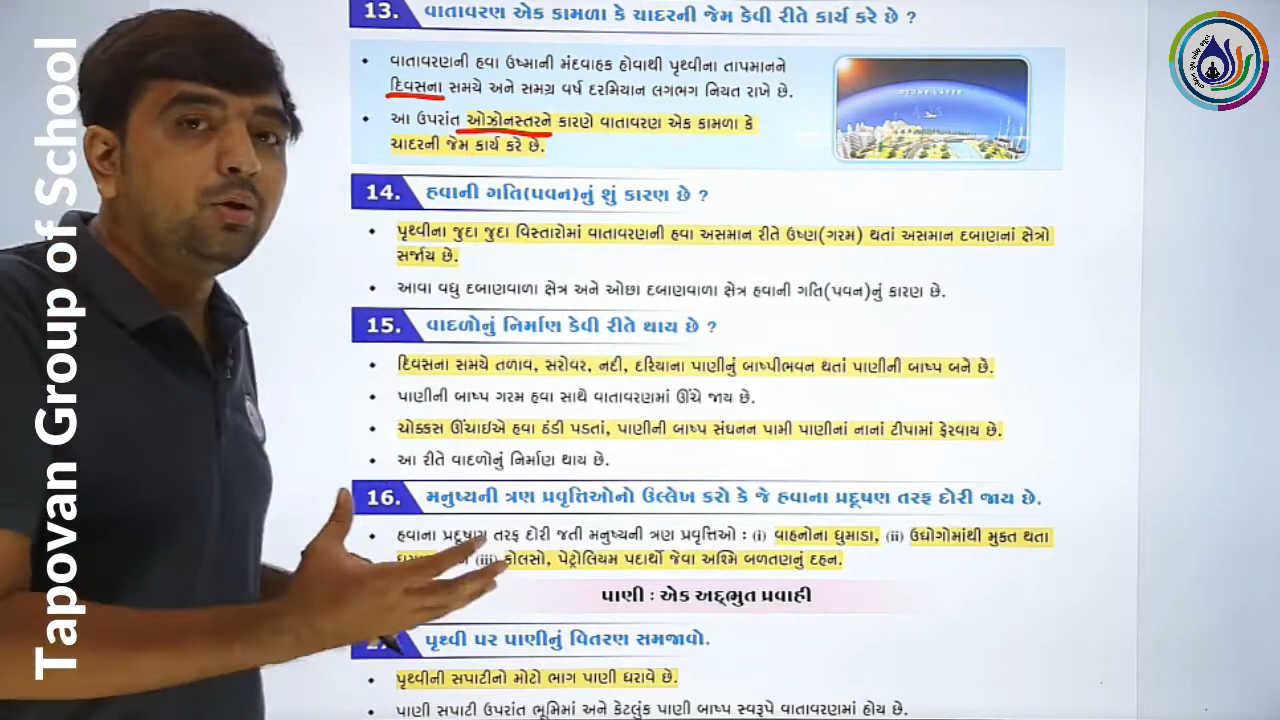 Tapovan Group of School
13. વાતાવરણ એક કામળા કે ચાદરની જેમ કેવી રીતે કાર્ય કરે છે ?
• વાતાવરણની હવા ઉષ્માની મંદવાહક હોવાથી પૃથ્વીના તાપમાનને
દિવસના સમયે અને સમગ્ર વર્ષ દરમિયાન લગભગ નિયત રાખે છે.
• આ ઉપરાંત ઓઝોનસ્તરને કારણે વાતાવરણ એક કામળા કે
ચાદરની જેમ કાર્ય કરે છે.
OZONE LAYER
14. હવાની ગતિ(પવન)નું શું કારણ છે ?
• પૃથ્વીના જુદા જુદા વિસ્તારોમાં વાતાવરણની હવા અસમાન રીતે ઉષ્ણ(ગરમ) થતાં અસમાન દબાણનાં ક્ષેત્રો
સર્જાય છે.
• આવા વધુ દબાણવાળા ક્ષેત્ર અને ઓછા દબાણવાળા ક્ષેત્ર હવાની ગતિ(પવન)નું કારણ છે.
15. વાદળોનું નિર્માણ કેવી રીતે થાય છે ?
• દિવસના સમયે તળાવ, સરોવર, નદી, દરિયાના પાણીનું બાષ્પીભવન થતાં પાણીની બાષ્પ બને છે.
• પાણીની બાષ્પ ગરમ હવા સાથે વાતાવરણમાં ઊંચે જાય છે.
• ચોક્કસ ઊંચાઈએ હવા ઠંડી પડતાં, પાણીની બાષ્પ સંઘનન પામી પાણીનાં નાનાં ટીપામાં ફેરવાય છે.
• આ રીતે વાદળોનું નિર્માણ થાય છે.
16. મનુષ્યની ત્રણ પ્રવૃત્તિઓનો ઉલ્લેખ કરો કે જે હવાના પ્રદૂષણ તરફ દોરી જાય છે.
• હવાના પ્રદૂષણ તરફ દોરી જતી મનુષ્યની ત્રણ પ્રવૃત્તિઓ : (i) વાહનોના ધુમાડા, (ii) ઉદ્યોગોમાંથી મુક્ત થતા
(iii) કોલસો, પેટ્રોલિયમ પદાર્થો જેવા અશ્મિ બળતણનું દહન.
પાણી : એક અદ્ભુત પ્રવાહી
પૃથ્વી પર પાણીનું વિતરણ સમજાવો.
• પૃથ્વીની સપાટીનો મોટો ભાગ પાણી ધરાવે છે.
• પાણી સપાટી ઉપરાંત ભૂમિમાં અને કેટલુંક પાણી બાષ્પ સ્વરૂપે વાતાવરણમાં હોય છે.